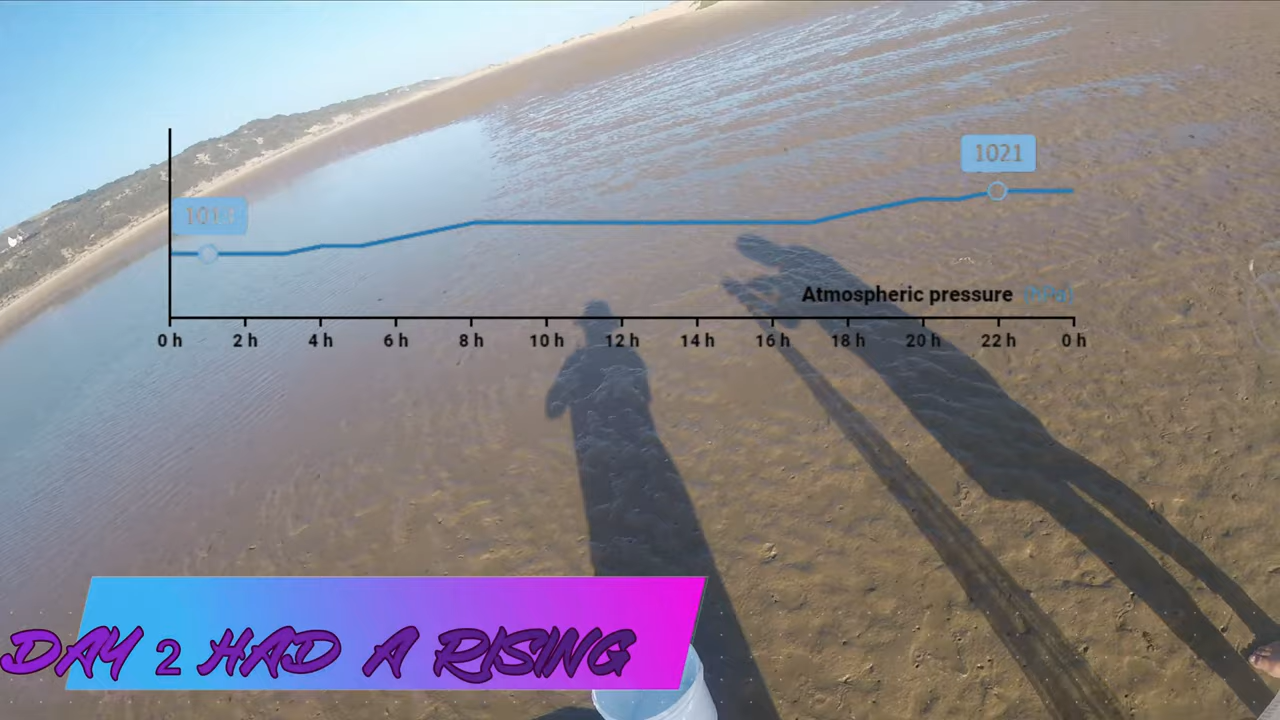 1021
Atmospheric pressure (hPa)
0 h 2 h 4 h 6 h 8 h 10 h 12 h 14 h 16 h 18 h 20 h 22 h 0 h
DAY 2 HAD A RISING